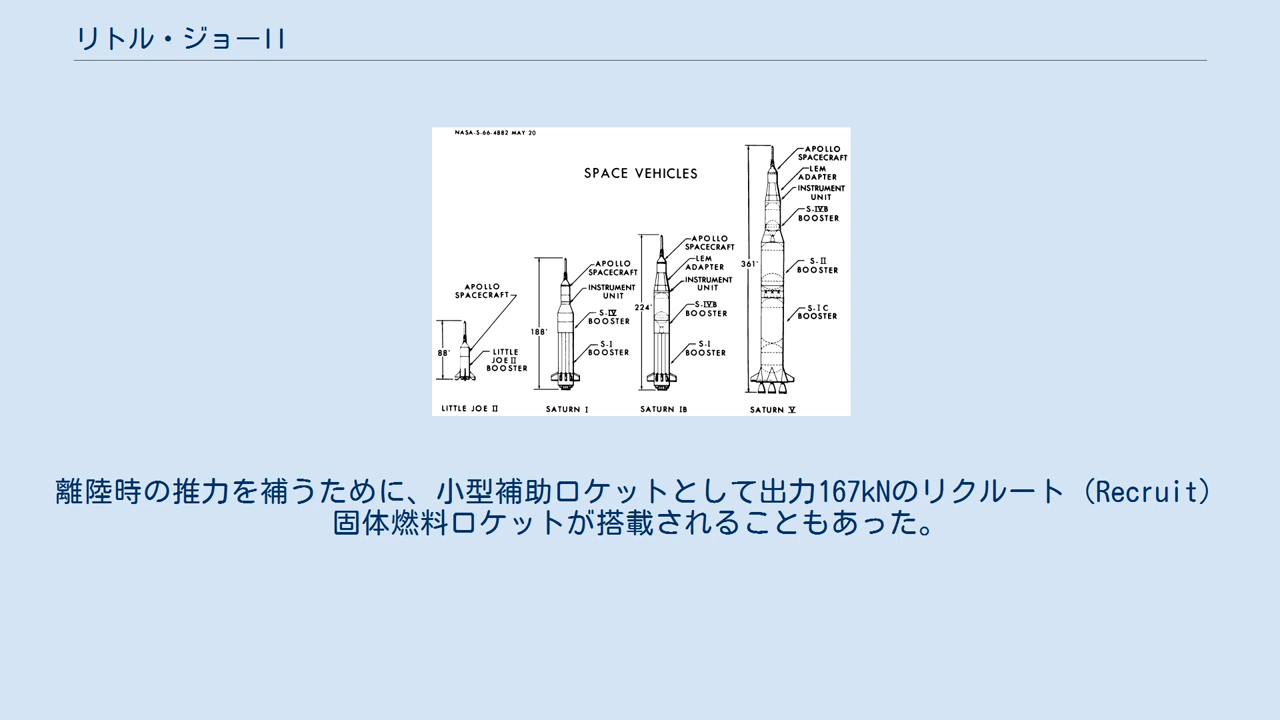 リトル・ジョーII
NASA-S-66-4882 MAY 20
SPACE VEHICLES
APOLLO
SPACECRAFT
88'
LITTLE
JOE II
BOOSTER
LITTLE JOE II
188'
APOLLO
SPACECRAFT
INSTRUMENT
UNIT
S-IV
BOOSTER
S-I
BOOSTER
SATURN I
224'
APOLLO
SPACECRAFT
LEM
ADAPTER
INSTRUMENT
UNIT
S-IVB
BOOSTER
S-I
BOOSTER
SATURN IB
361'
APOLLO
SPACECRAFT
LEM
ADAPTER
INSTRUMENT
UNIT
S-IVB
BOOSTER
S-II
BOOSTER
S-IC
BOOSTER
SATURN V
離陸時の推力を補うために、小型補助ロケットとして出力167kNのリクルート（Recruit）
固体燃料ロケットが搭載されることもあった。